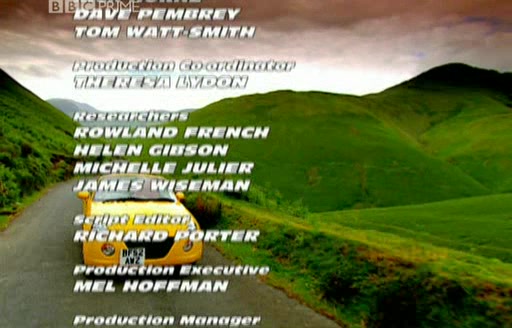 BBC PRIME
DAVE PEMBREY
TOM WATT-SMITH
Production Co-ordinator
THERESA LYDON
Researchers
ROWLAND FRENCH
HELEN GIBSON
MICHELLE JULIER
JAMES WISEMAN
Script Editor
RICHARD PORTER
Production Executive
MEL HOFFMAN
Production Manager